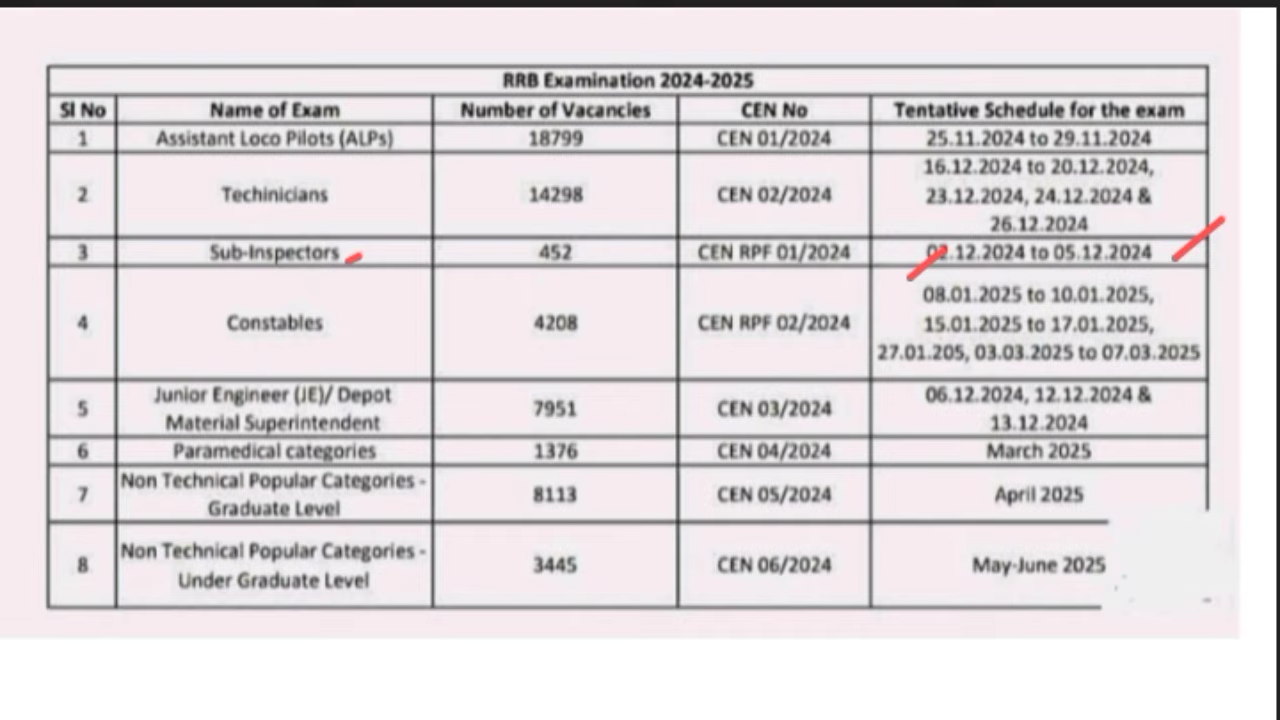 RRB Examination 2024-2025
Sl No Name of Exam Number of Vacancies CEN No Tentative Schedule for the exam
1 Assistant Loco Pilots (ALPs) 18799 CEN 01/2024 25.11.2024 to 29.11.2024
2 Techinicians 14298 CEN 02/2024 16.12.2024 to 20.12.2024,
23.12.2024, 24.12.2024 &
26.12.2024
3 Sub-Inspectors 452 CEN RPF 01/2024 02.12.2024 to 05.12.2024
4 Constables 4208 CEN RPF 02/2024 08.01.2025 to 10.01.2025,
15.01.2025 to 17.01.2025,
27.01.205, 03.03.2025 to 07.03.2025
5 Junior Engineer (JE)/ Depot
Material Superintendent 7951 CEN 03/2024 06.12.2024, 12.12.2024 &
13.12.2024
6 Paramedical categories 1376 CEN 04/2024 March 2025
7 Non Technical Popular Categories -
Graduate Level 8113 CEN 05/2024 April 2025
8 Non Technical Popular Categories -
Under Graduate Level 3445 CEN 06/2024 May-June 2025